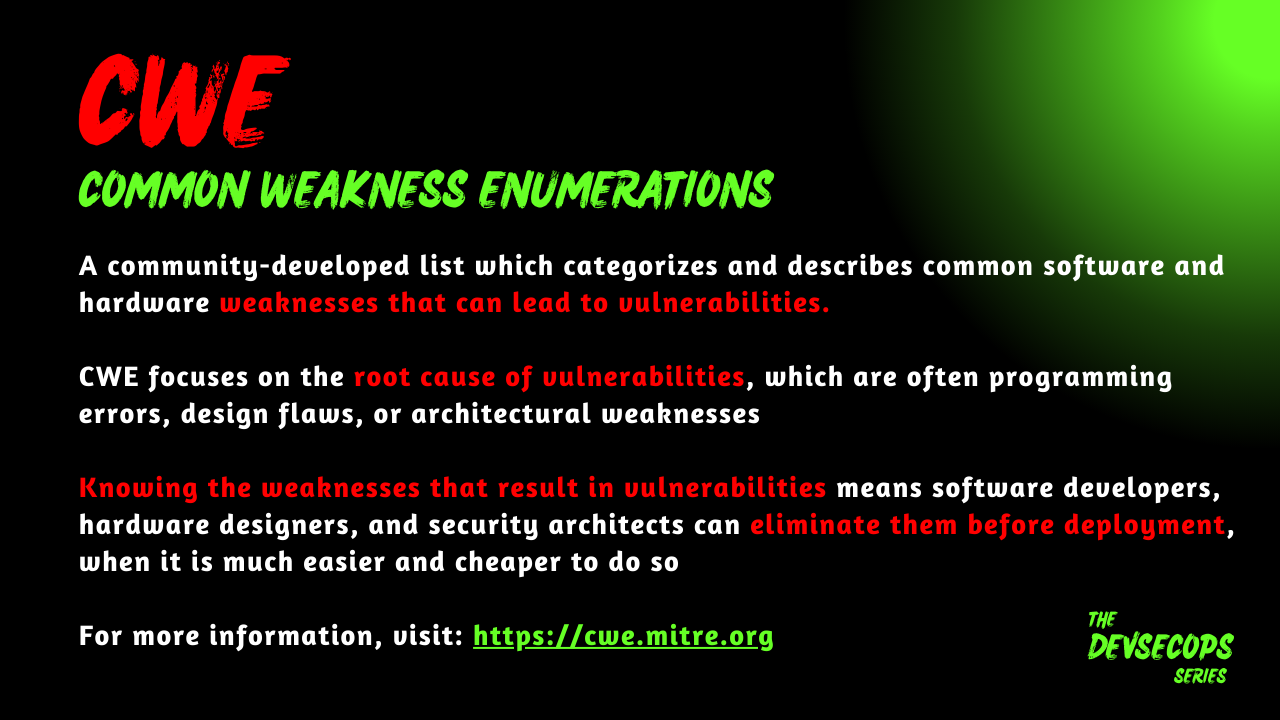 CWE
COMMON WEAKNESS ENUMERATIONS
A community-developed list which categorizes and describes common software and
hardware weaknesses that can lead to vulnerabilities.
CWE focuses on the root cause of vulnerabilities, which are often programming
errors, design flaws, or architectural weaknesses
Knowing the weaknesses that result in vulnerabilities means software developers,
hardware designers, and security architects can eliminate them before deployment,
when it is much easier and cheaper to do so
For more information, visit: https://cwe.mitre.org
THE
DEVSECOPS
SERIES